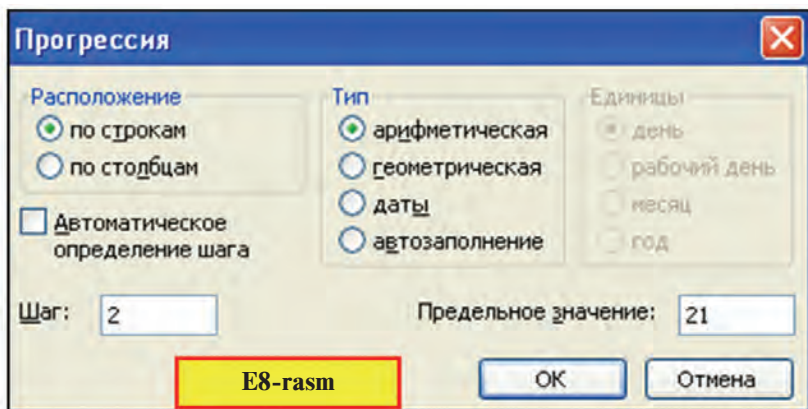 Прогрессия
Расположение
по строкам
по столбцам
Автоматическое
определение шага
Тип
арифметическая
геометрическая
даты
автозаполнение
Единицы
день
рабочий день
месяц
год
Шаг: 2
Предельное значение: 21
E8-rasm
ОК
Отмена